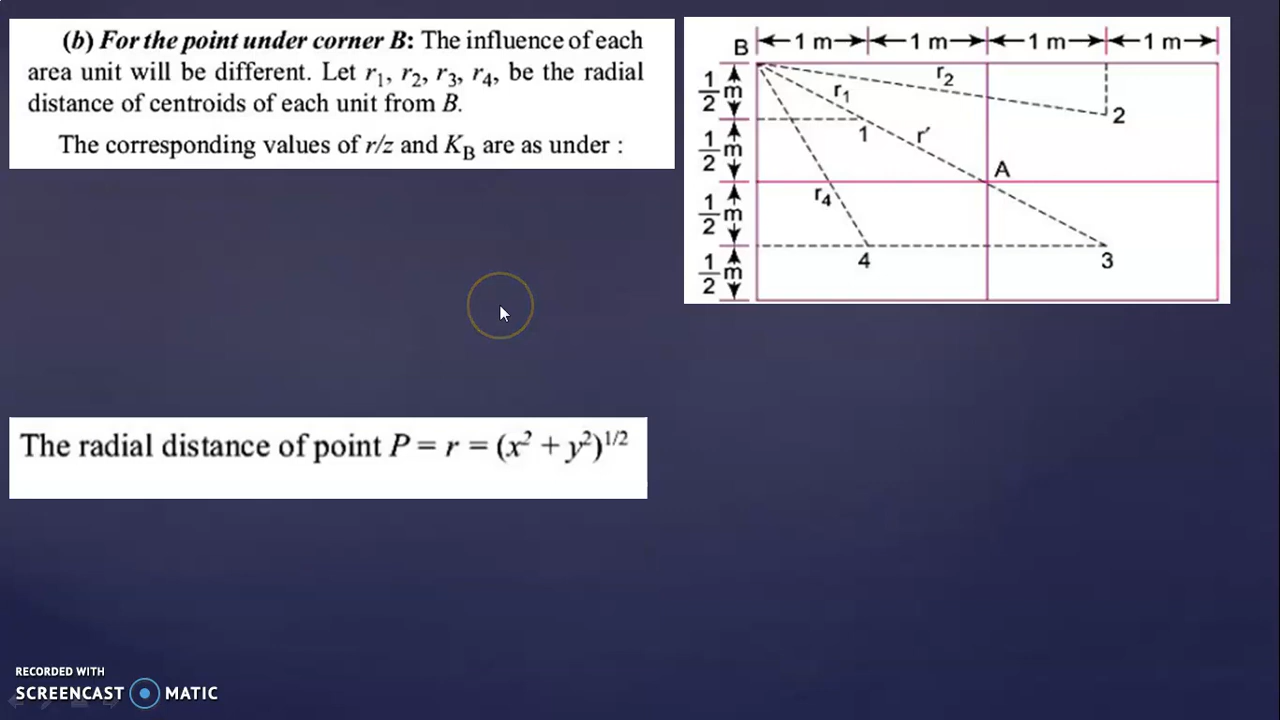 (b) For the point under corner B: The influence of each
area unit will be different. Let r₁, r₂, r₃, r₄, be the radial
distance of centroids of each unit from B.
The corresponding values of r/z and K_B are as under :
B 1 m 1 m 1 m 1 m
1/2 m
1/2 m
1/2 m
1/2 m
r₂
r₁
2
1
r'
A
r₄
4
3
The radial distance of point P = r = (x² + y²)^1/2
RECORDED WITH
SCREENCAST MATIC